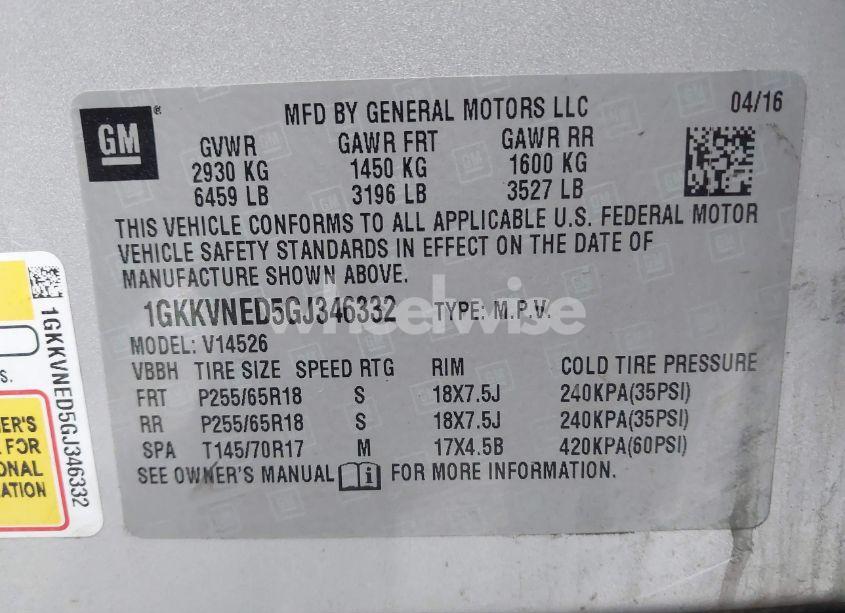 GM
®
MFD BY GENERAL MOTORS LLC 04/16
GVWR GAWR FRT GAWR RR
2930 KG 1450 KG 1600 KG
6459 LB 3196 LB 3527 LB
THIS VEHICLE CONFORMS TO ALL APPLICABLE U.S. FEDERAL MOTOR
VEHICLE SAFETY STANDARDS IN EFFECT ON THE DATE OF
MANUFACTURE SHOWN ABOVE.
1GKKVNED5GJ346332 TYPE: M.P.V.
wheelwise
MODEL: V14526
VBBH TIRE SIZE SPEED RTG RIM COLD TIRE PRESSURE
FRT P255/65R18 S 18X7.5J 240KPA(35PSI)
RR P255/65R18 S 18X7.5J 240KPA(35PSI)
SPA T145/70R17 M 17X4.5B 420KPA(60PSI)
SEE OWNER'S MANUAL i FOR MORE INFORMATION.
1GKKVNED5GJ346332
S.
ER'S
FOR
ONAL
ATION